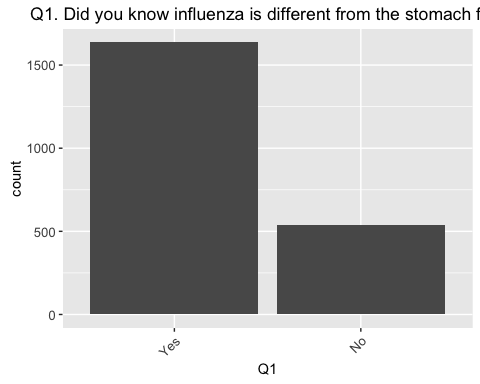 Q1. Did you know influenza is different from the stomach f
1500
1000
500
0
count
Yes
No
Q1